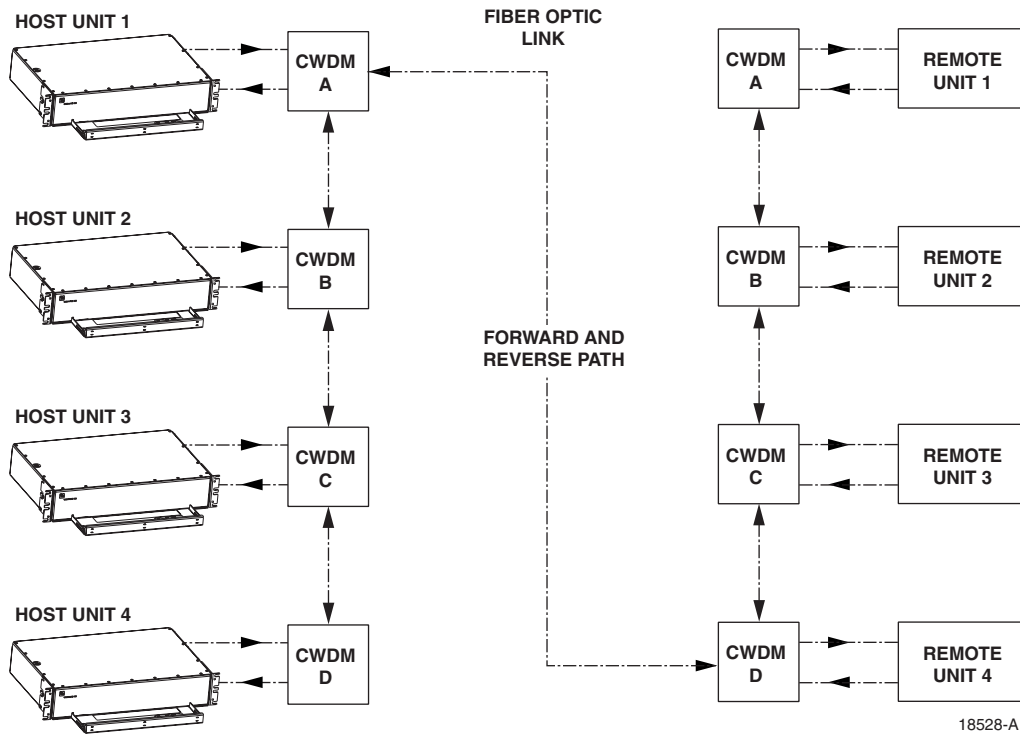 HOST UNIT 1
CWDM
A
FIBER OPTIC
LINK
CWDM
A
REMOTE
UNIT 1
HOST UNIT 2
CWDM
B
CWDM
B
REMOTE
UNIT 2
FORWARD AND
REVERSE PATH
HOST UNIT 3
CWDM
C
CWDM
C
REMOTE
UNIT 3
HOST UNIT 4
CWDM
D
CWDM
D
REMOTE
UNIT 4
18528-A